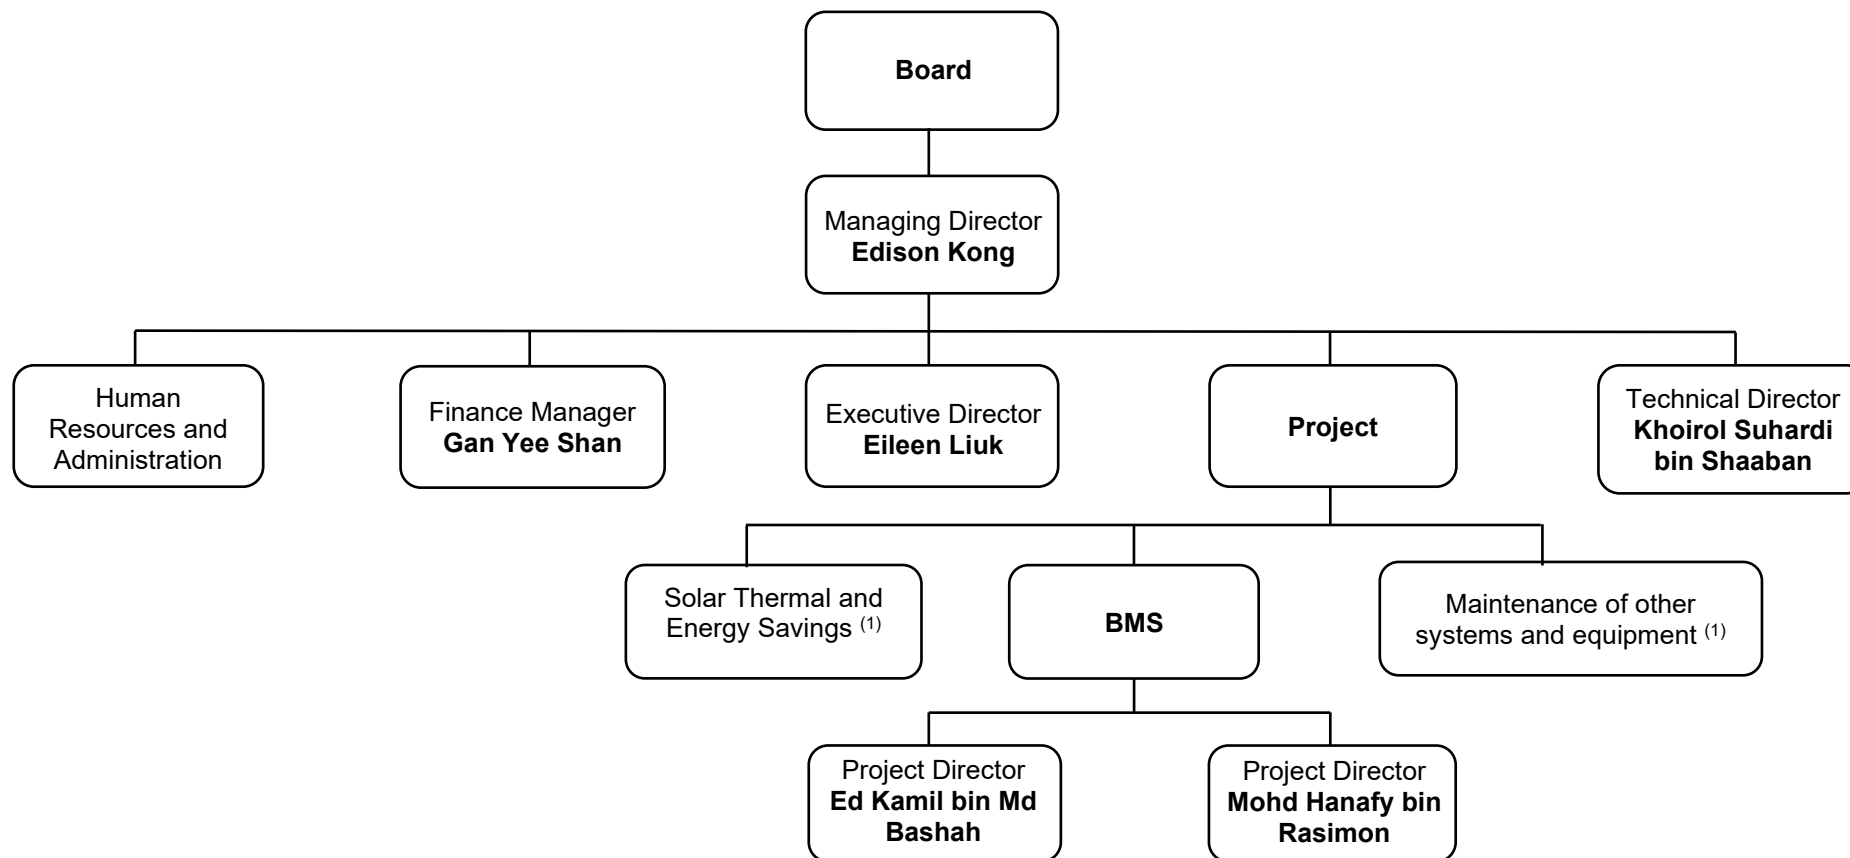 Board
Managing Director
Edison Kong
Human
Resources and
Administration
Finance Manager
Gan Yee Shan
Executive Director
Eileen Liuk
Project
Technical Director
Khoirol Suhardi
bin Shaaban
Solar Thermal and
Energy Savings (1)
BMS
Maintenance of other
systems and equipment (1)
Project Director
Ed Kamil bin Md
Bashah
Project Director
Mohd Hanafy bin
Rasimon